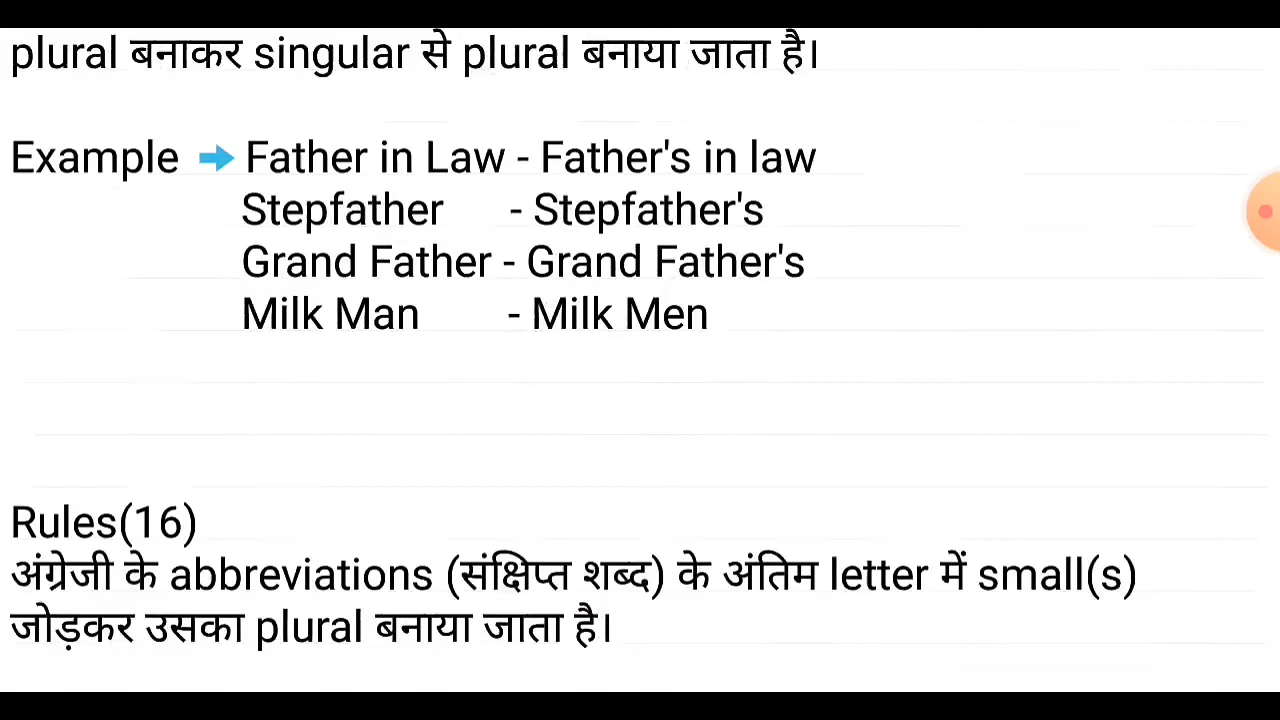 plural बनाकर singular से plural बनाया जाता है।
Example ➡ Father in Law - Father's in law
Stepfather - Stepfather's
Grand Father - Grand Father's
Milk Man - Milk Men
Rules(16)
अंग्रेजी के abbreviations (संक्षिप्त शब्द) के अंतिम letter में small(s)
जोड़कर उसका plural बनाया जाता है।